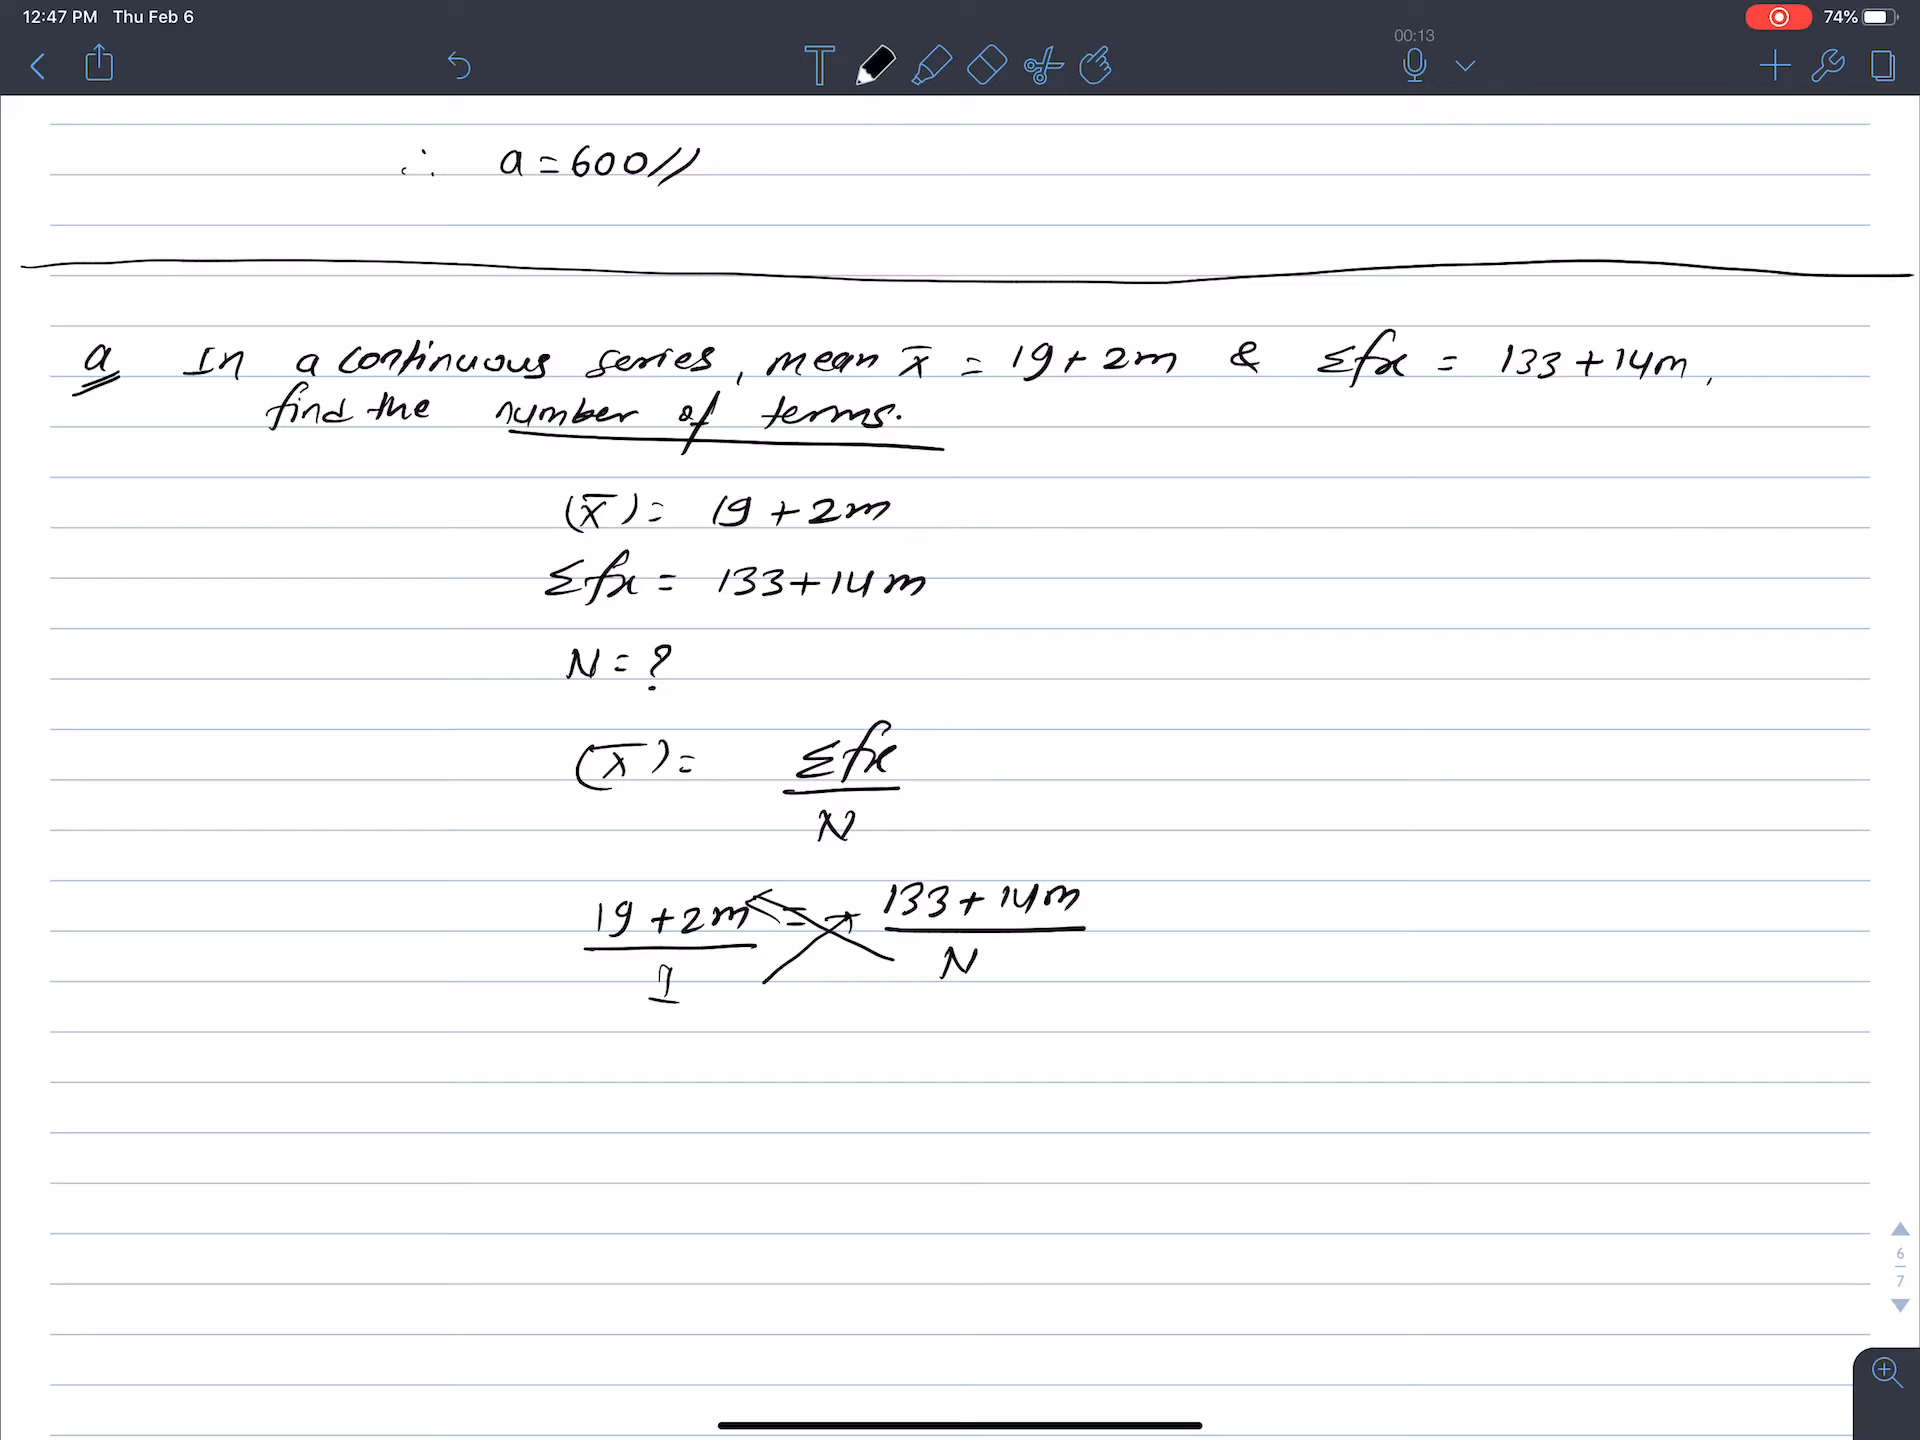 12:47 PM Thu Feb 6
74%
00:13
∴ a = 600//
a In a continuous series, mean x̄ = 19 + 2m & Σfx = 133 + 14m,
find the number of terms.
(x̄) = 19 + 2m
Σfx = 133 + 14m
N = ?
(x̄) = Σfx
N
19 + 2m = 133 + 14m
1 N
6
7